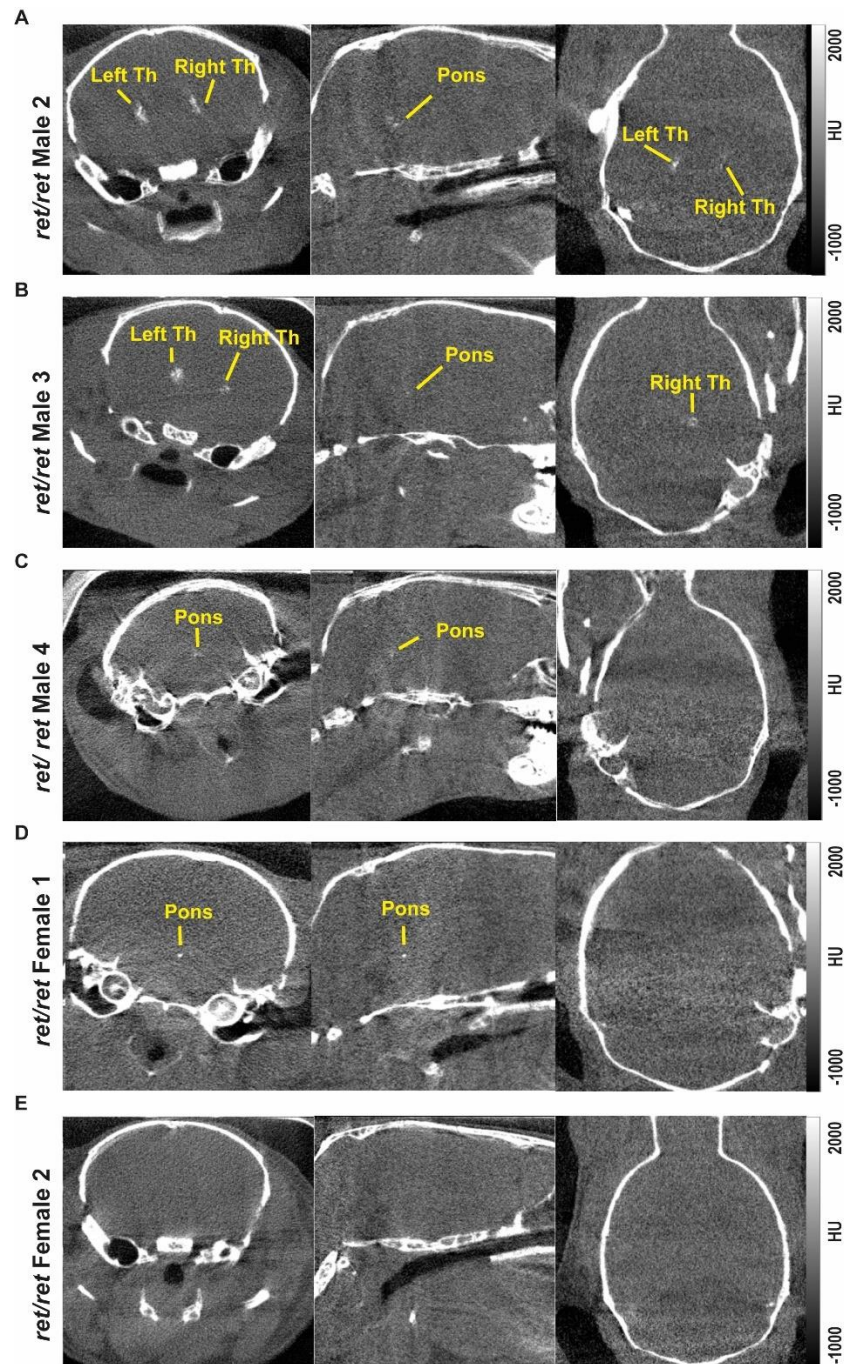 A
ret/ret Male 2
Left Th
Right Th
Pons
Left Th
Right Th
2000
HU
-1000
B
ret/ret Male 3
Left Th
Right Th
Pons
Right Th
2000
HU
-1000
C
ret/ ret Male 4
Pons
Pons
2000
HU
-1000
D
ret/ret Female 1
Pons
Pons
2000
HU
-1000
E
ret/ret Female 2
2000
HU
-1000